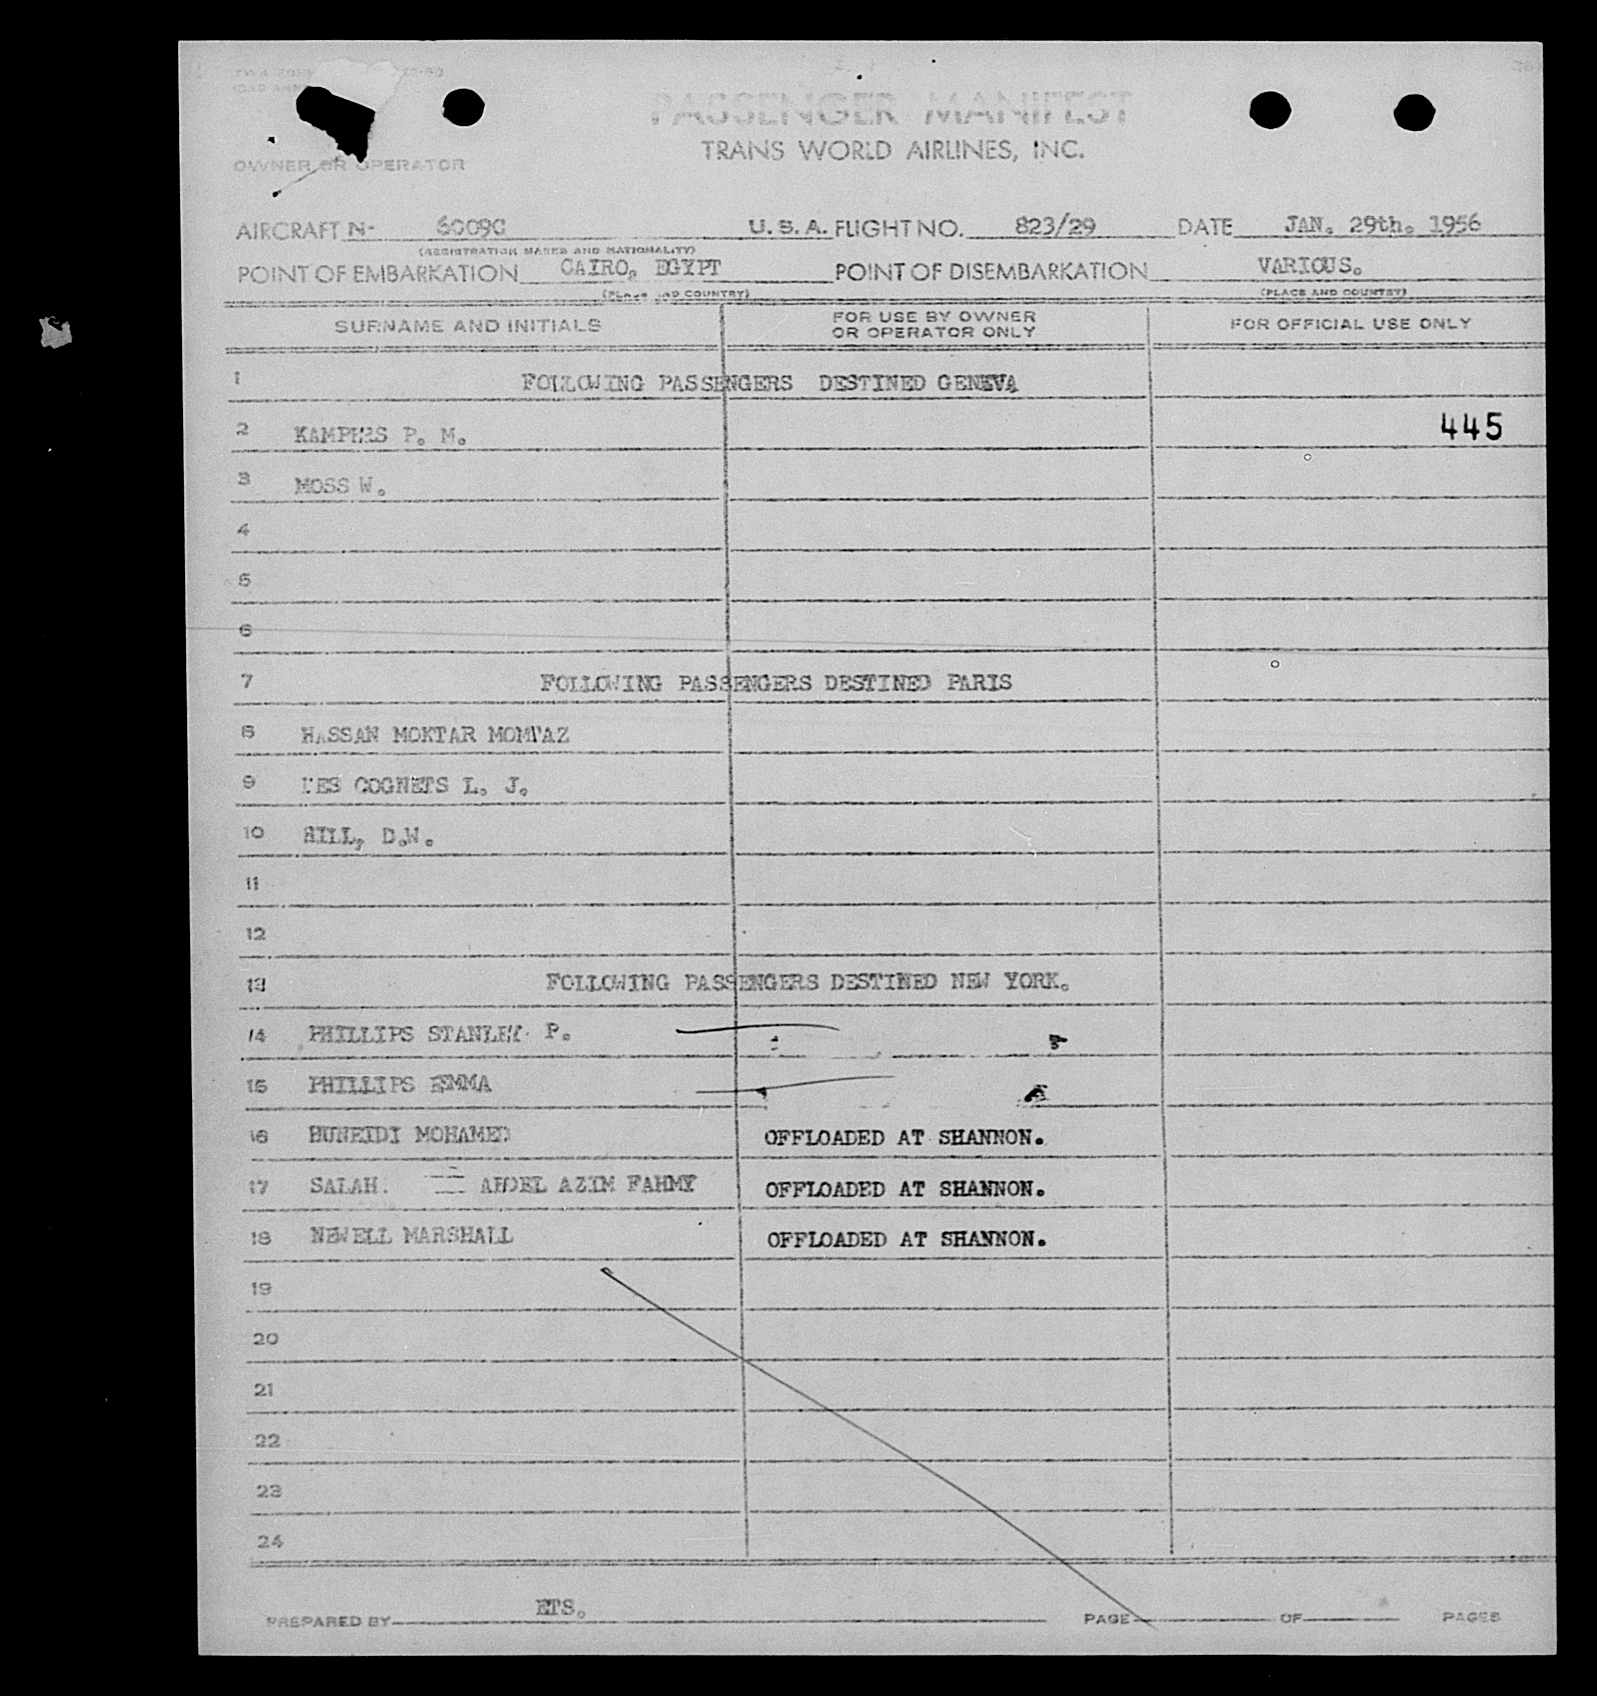 PASSENGER MANIFEST
TRANS WORLD AIRLINES, INC.
OWNER OR OPERATOR
AIRCRAFT N- 6009C U. S. A. FLIGHT NO. 823/29 DATE JAN. 29th. 1956
(REGISTRATION MARKS AND NATIONALITY)
POINT OF EMBARKATION CAIRO, EGYPT POINT OF DISEMBARKATION VARIOUS.
(PLACE AND COUNTRY) (PLACE AND COUNTRY)
SURNAME AND INITIALS FOR USE BY OWNER OR OPERATOR ONLY FOR OFFICIAL USE ONLY
1 FOLLOWING PASSENGERS DESTINED GENEVA
2 KAMPHES P. M. 445
3 MOSS W.
4
5
6
7 FOLLOWING PASSENGERS DESTINED PARIS
8 HASSAN MOKTAR MOMTAZ
9 DES COGNETS L. J.
10 HILL, D.W.
11
12
13 FOLLOWING PASSENGERS DESTINED NEW YORK.
14 PHILLIPS STANLEY P.
15 PHILLIPS EMMA
16 HUNEIDI MOHAMED OFFLOADED AT SHANNON.
17 SALAH. ABDEL AZIM FAHMY OFFLOADED AT SHANNON.
18 NEWELL MARSHALL OFFLOADED AT SHANNON.
19
20
21
22
23
24
PREPARED BY ETS. PAGE OF PAGES